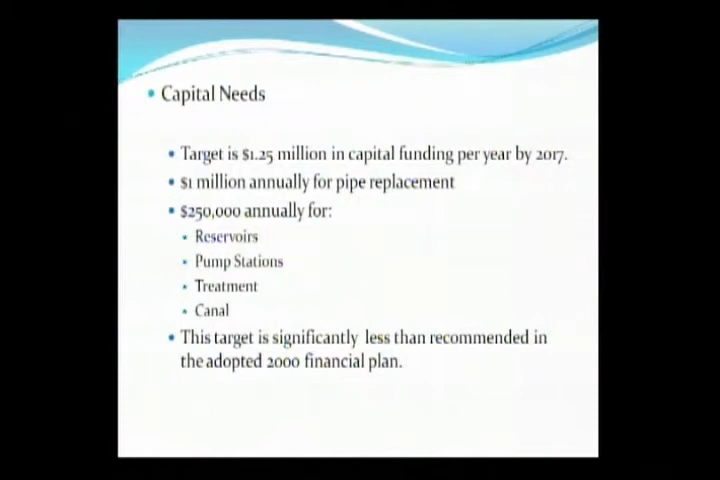 Capital Needs
Target is $1.25 million in capital funding per year by 2017.
$1 million annually for pipe replacement
$250,000 annually for:
Reservoirs
Pump Stations
Treatment
Canal
This target is significantly less than recommended in
the adopted 2000 financial plan.